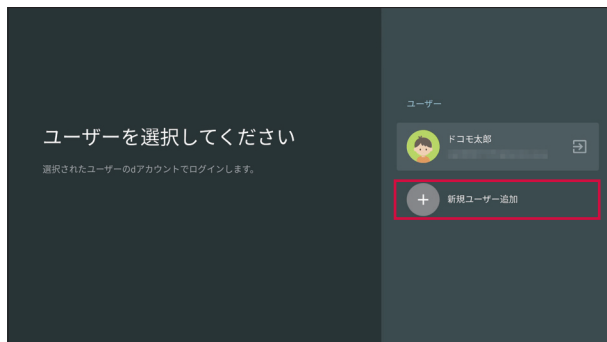 ユーザーを選択してください
選択されたユーザーのdアカウントでログインします。
ユーザー
ドコモ太郎
新規ユーザー追加